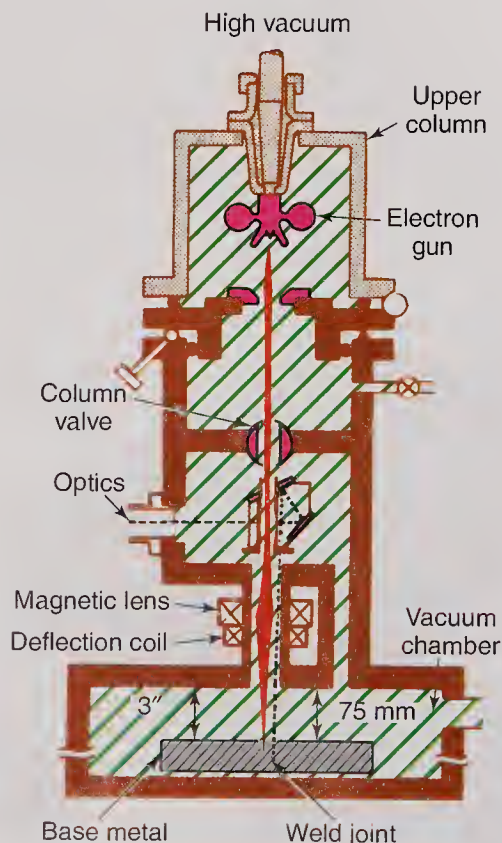 High vacuum
Upper
column
Electron
gun
Column
valve
Optics
Magnetic lens
Deflection coil
Vacuum
chamber
3″
75 mm
Base metal
Weld joint